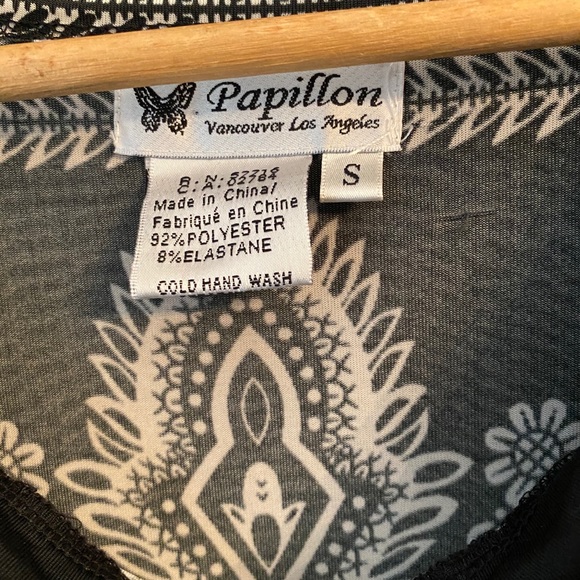 Papillon
Vancouver Los Angeles
S
Made in China/
Fabriqué en Chine
92%POLYESTER
8%ELASTANE
COLD HAND WASH